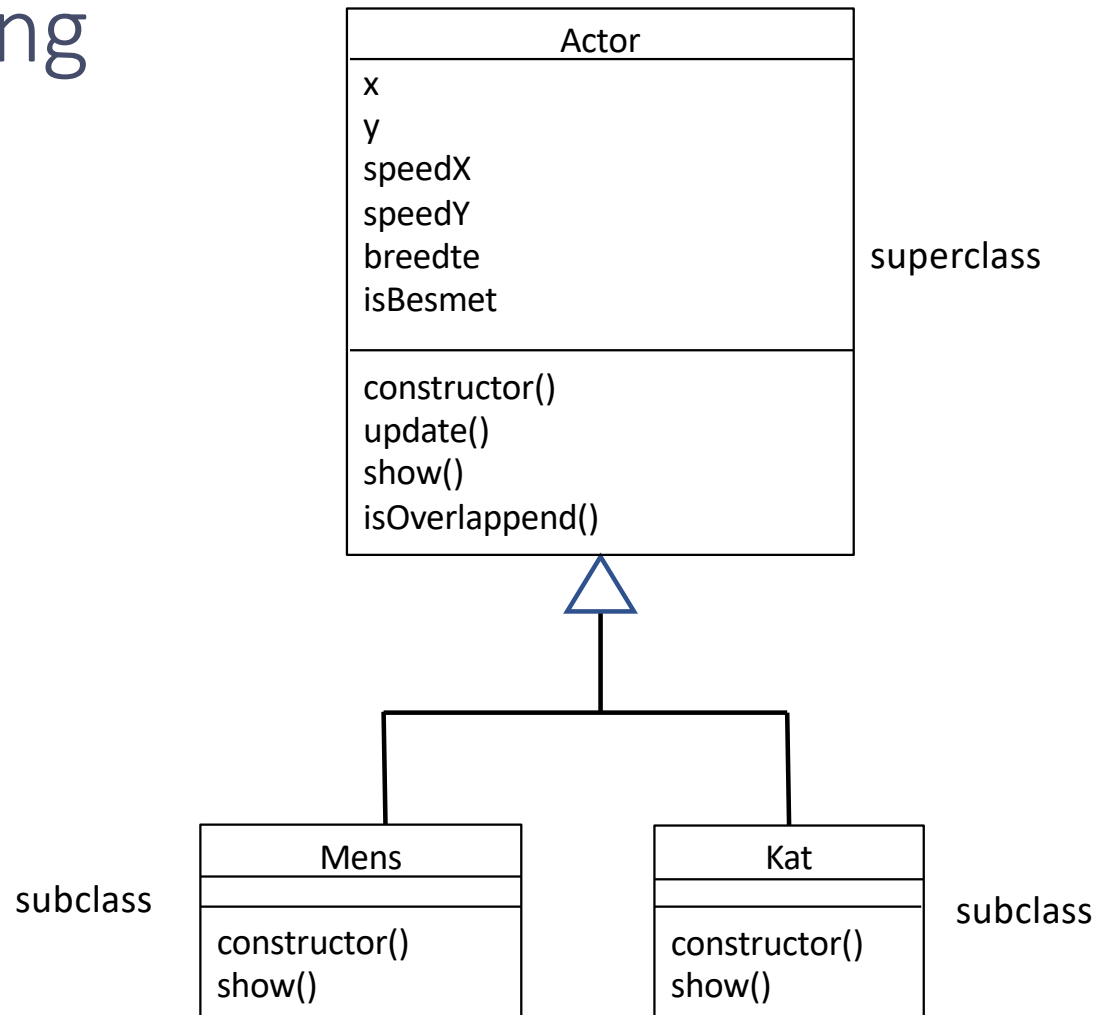 ng
Actor
x
y
speedX
speedY
breedte
isBesmet
superclass
constructor()
update()
show()
isOverlappend()
Mens
Kat
subclass
subclass
constructor()
show()
constructor()
show()